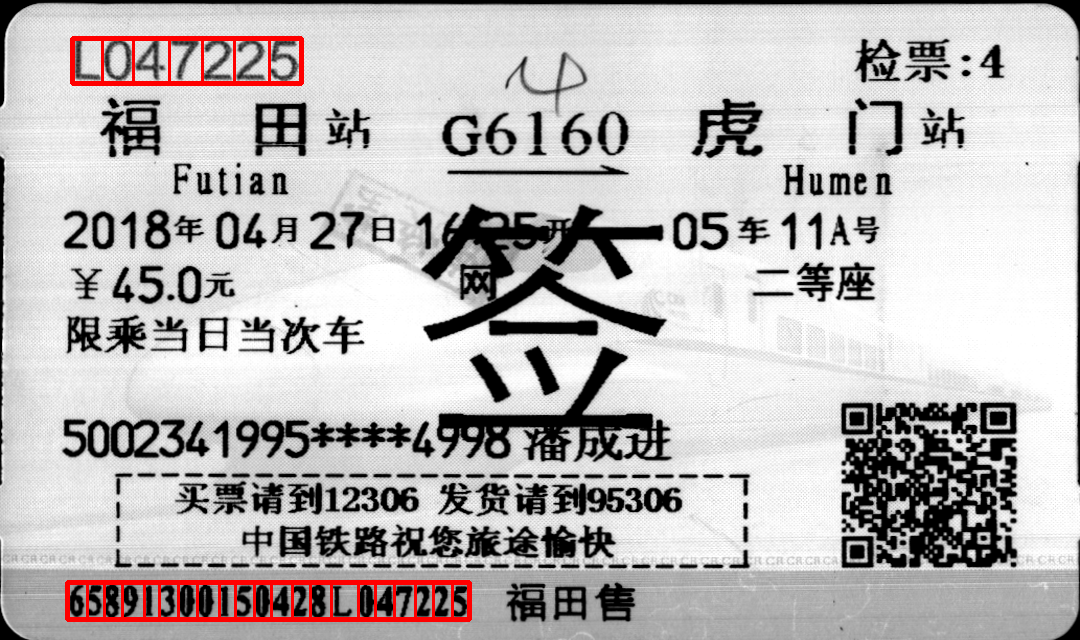 L047225
检票:4
福田站 G6160 虎门站
Futian Humen
2018年04月27日16:25开 05车11A号
¥45.0元 网 二等座
签
限乘当日当次车
5002341995****4998潘成进
买票请到12306 发货请到95306
中国铁路祝您旅途愉快
65891300150428L047225 福田售